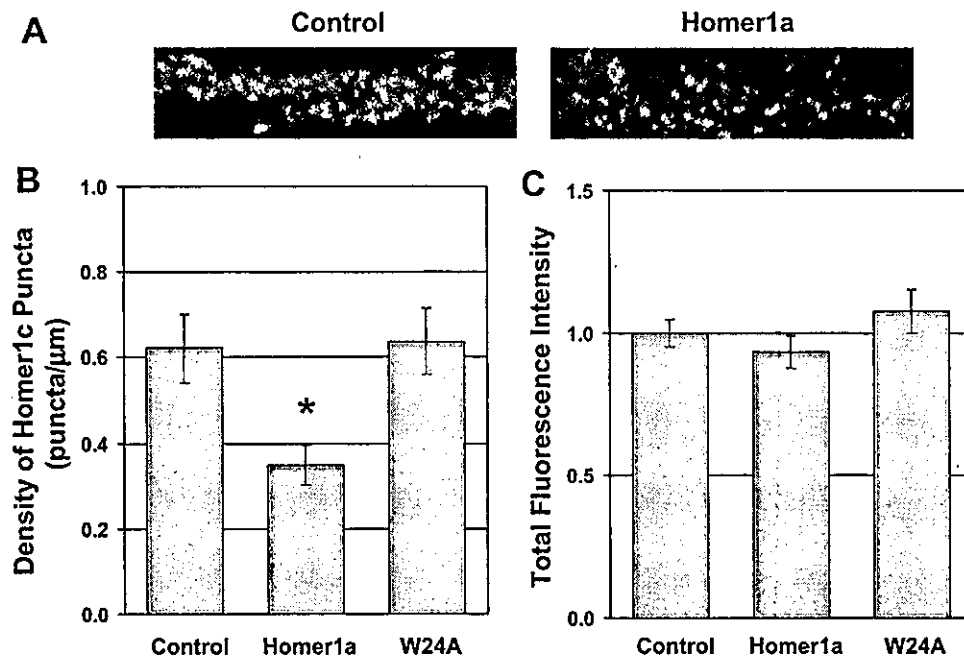 A
Control
Homer1a
B
Density of Homer1c Puncta
(puncta/µm)
1.0
0.8
0.6
0.4
0.2
0.0
*
Control
Homer1a
W24A
C
Total Fluorescence Intensity
1.5
1.0
0.5
0.0
Control
Homer1a
W24A